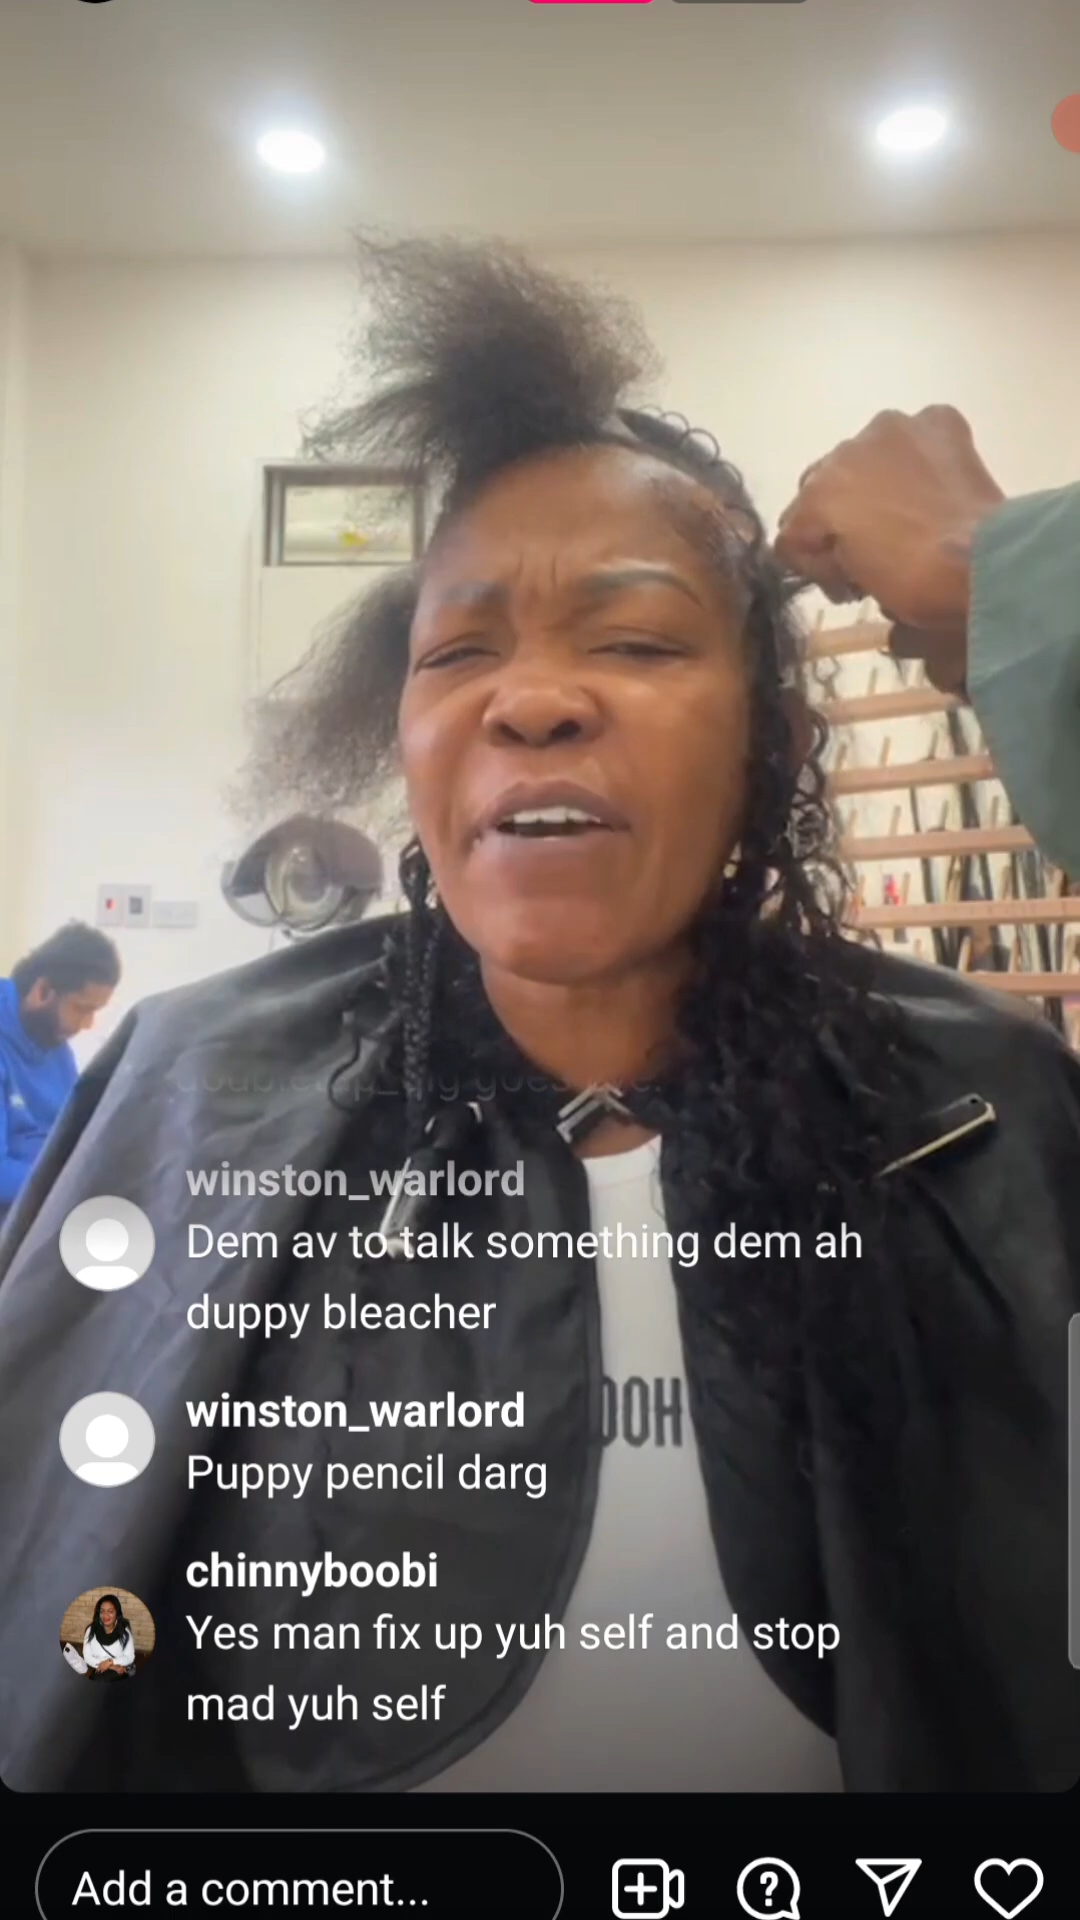 winston_warlord
Dem av to talk something dem ah
duppy bleacher
winston_warlord
Puppy pencil darg
OOH
chinnyboobi
Yes man fix up yuh self and stop
mad yuh self
Add a comment...